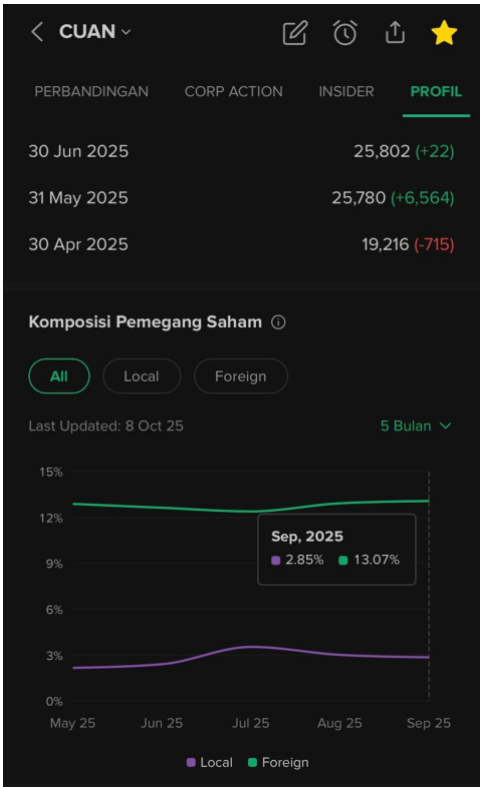 CUAN
PERBANDINGAN CORP ACTION INSIDER PROFIL
30 Jun 2025 25,802 (+22)
31 May 2025 25,780 (+6,564)
30 Apr 2025 19,216 (-715)
Komposisi Pemegang Saham
All Local Foreign
Last Updated: 8 Oct 25 5 Bulan
15%
12%
Sep, 2025
2.85% 13.07%
9%
6%
3%
0%
May 25 Jun 25 Jul 25 Aug 25 Sep 25
Local Foreign